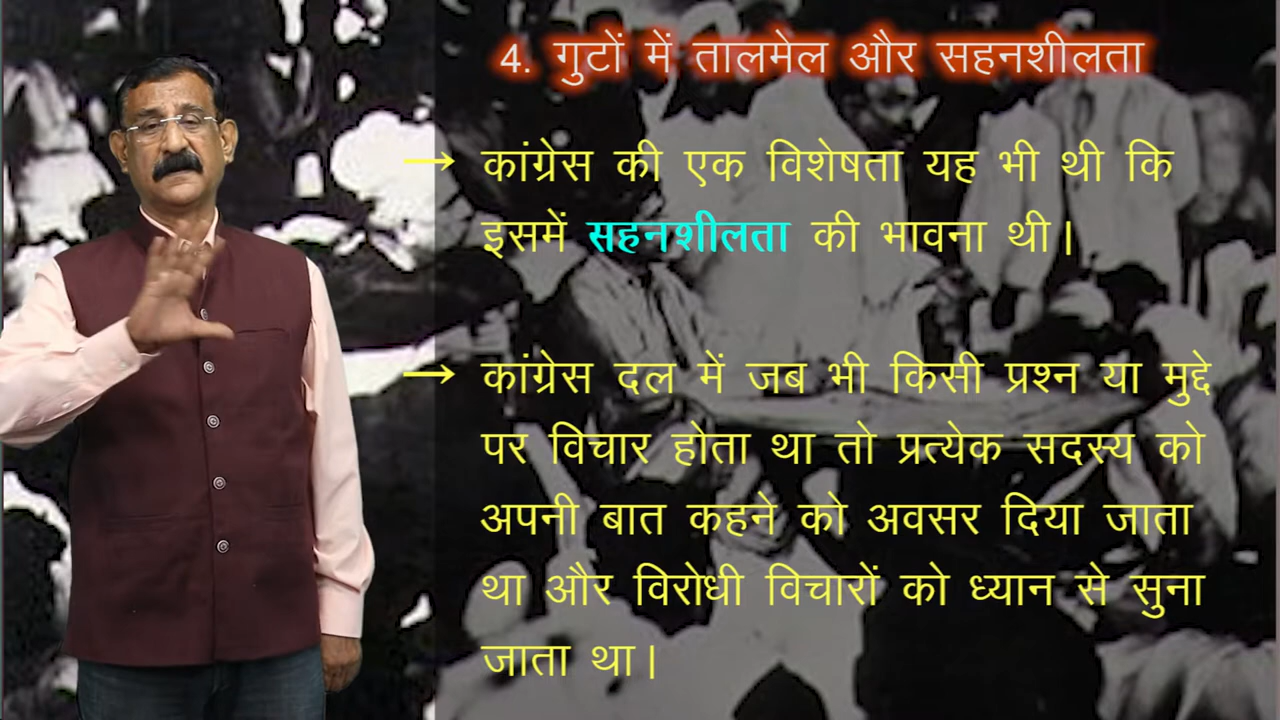 4. गुटों में तालमेल और सहनशीलता
→ कांग्रेस की एक विशेषता यह भी थी कि
इसमें सहनशीलता की भावना थी।
→ कांग्रेस दल में जब भी किसी प्रश्न या मुद्दे
पर विचार होता था तो प्रत्येक सदस्य को
अपनी बात कहने को अवसर दिया जाता
था और विरोधी विचारों को ध्यान से सुना
जाता था।